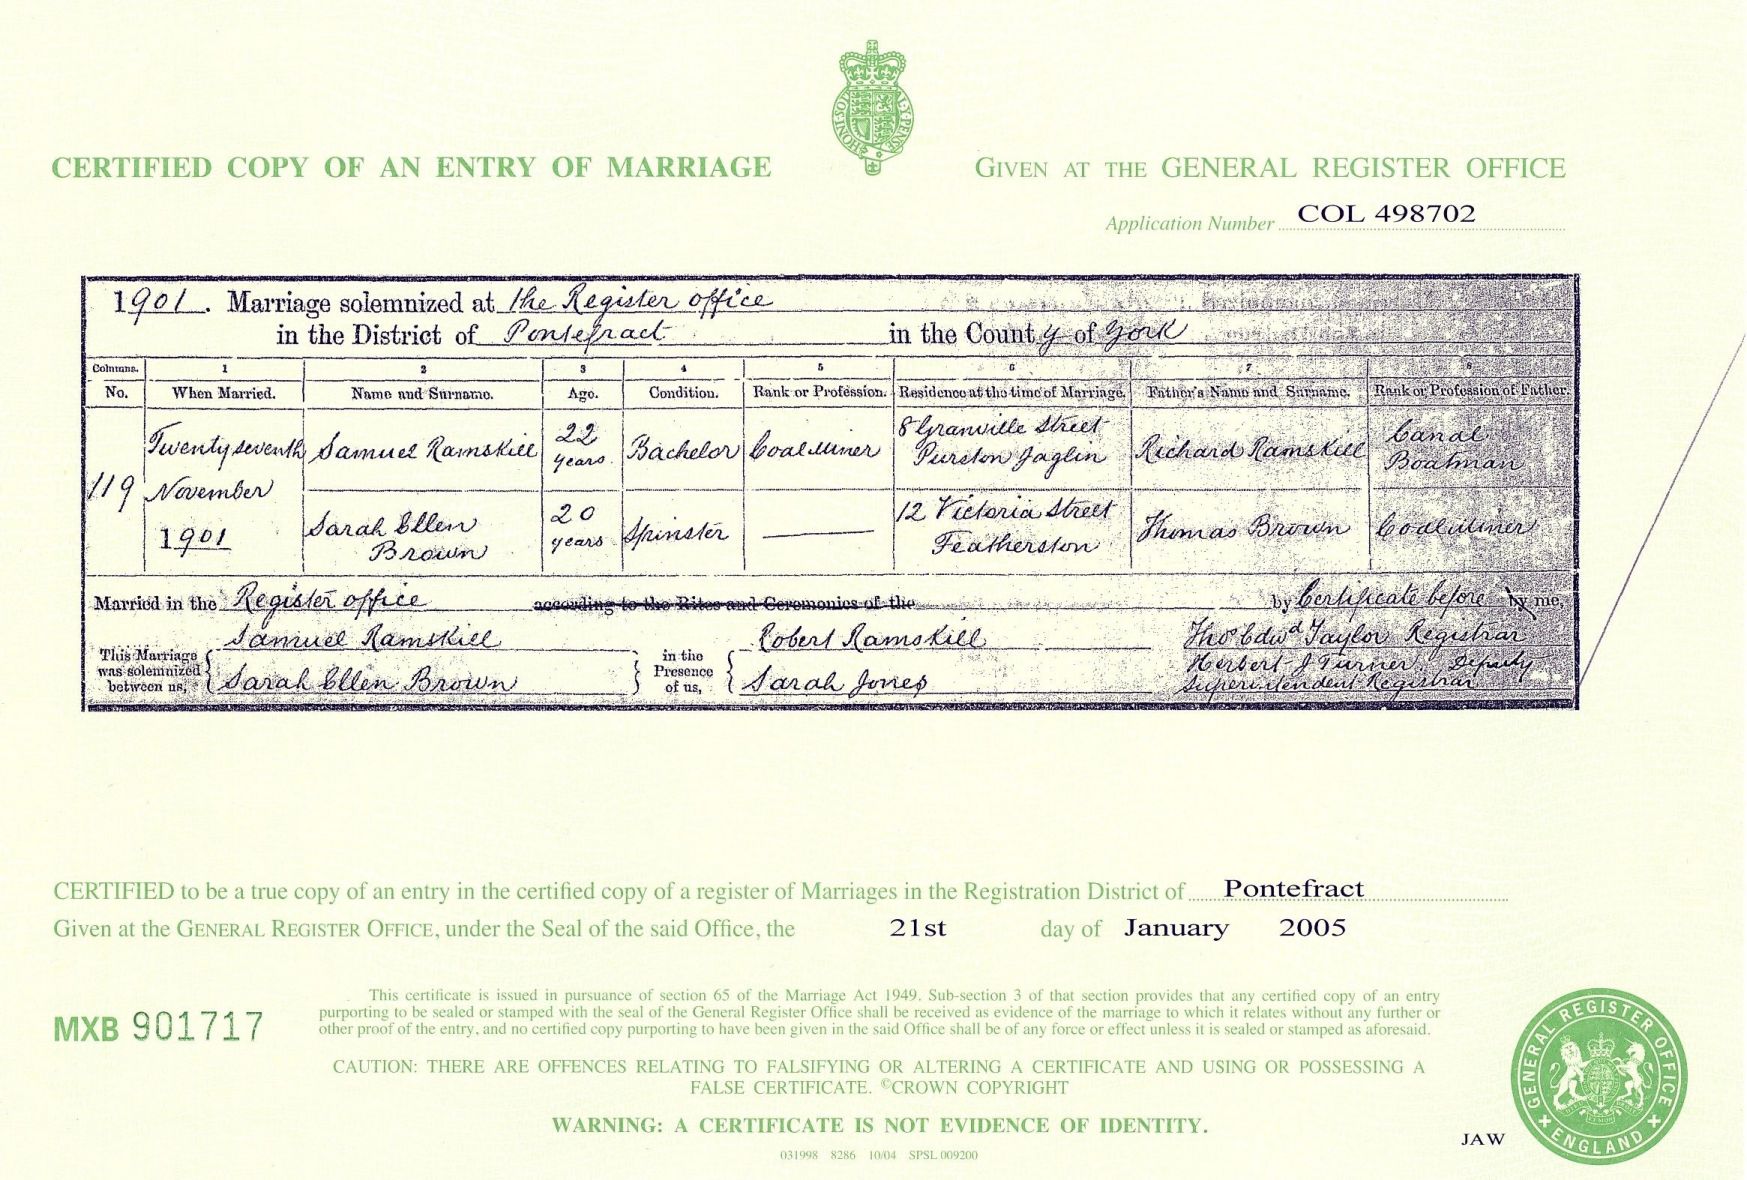 HONI·SOIT·QUI·MAL·Y·PENSE
CERTIFIED COPY OF AN ENTRY OF MARRIAGE
GIVEN AT THE GENERAL REGISTER OFFICE
Application Number COL 498702
1901. Marriage solemnized at the Register office
in the District of Pontefract in the County of York
Columns. 1 2 3 4 5 6 7 8
No. When Married. Name and Surname. Age. Condition. Rank or Profession. Residence at the time of Marriage. Father's Name and Surname. Rank or Profession of Father.
119 Twenty seventh November 1901
Samuel Ramskill 22 years Bachelor Coal Miner 8 Granville Street Purston Jaglin Richard Ramskill Canal Boatman
Sarah Ellen Brown 20 years Spinster 12 Victoria Street Featherston Thomas Brown Coal Miner
Married in the Register office according to the Rites and Ceremonies of the by Certificate before by me,
This Marriage was solemnized between us, Samuel Ramskill Sarah Ellen Brown
in the Presence of us, Robert Ramskill Sarah Jones
Thos Edwd Taylor Registrar
Herbert J Turner Deputy
Superintendent Registrar
CERTIFIED to be a true copy of an entry in the certified copy of a register of Marriages in the Registration District of Pontefract
Given at the GENERAL REGISTER OFFICE, under the Seal of the said Office, the 21st day of January 2005
MXB 901717
This certificate is issued in pursuance of section 65 of the Marriage Act 1949. Sub-section 3 of that section provides that any certified copy of an entry
purporting to be sealed or stamped with the seal of the General Register Office shall be received as evidence of the marriage to which it relates without any further or
other proof of the entry, and no certified copy purporting to have been given in the said Office shall be of any force or effect unless it is sealed or stamped as aforesaid.
CAUTION: THERE ARE OFFENCES RELATING TO FALSIFYING OR ALTERING A CERTIFICATE AND USING OR POSSESSING A
FALSE CERTIFICATE. ©CROWN COPYRIGHT
WARNING: A CERTIFICATE IS NOT EVIDENCE OF IDENTITY.
031998 8286 10/04 SPSL 009200
JAW
GENERAL REGISTER OFFICE
ENGLAND